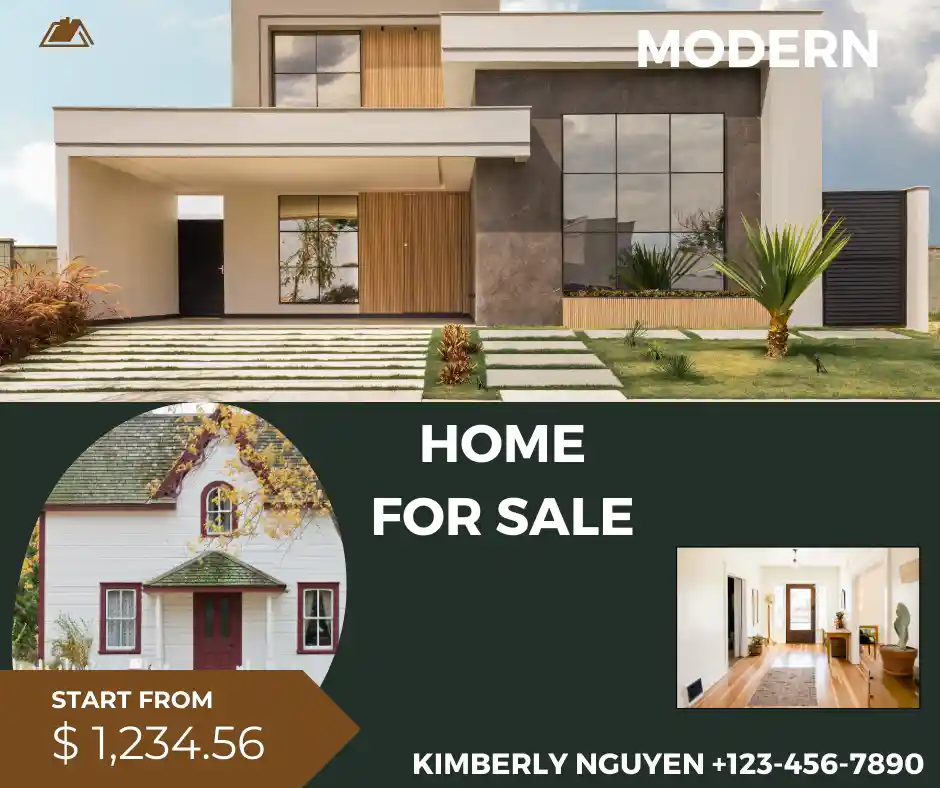 MODERN
HOME
FOR SALE
START FROM
$ 1,234.56
KIMBERLY NGUYEN +123-456-7890